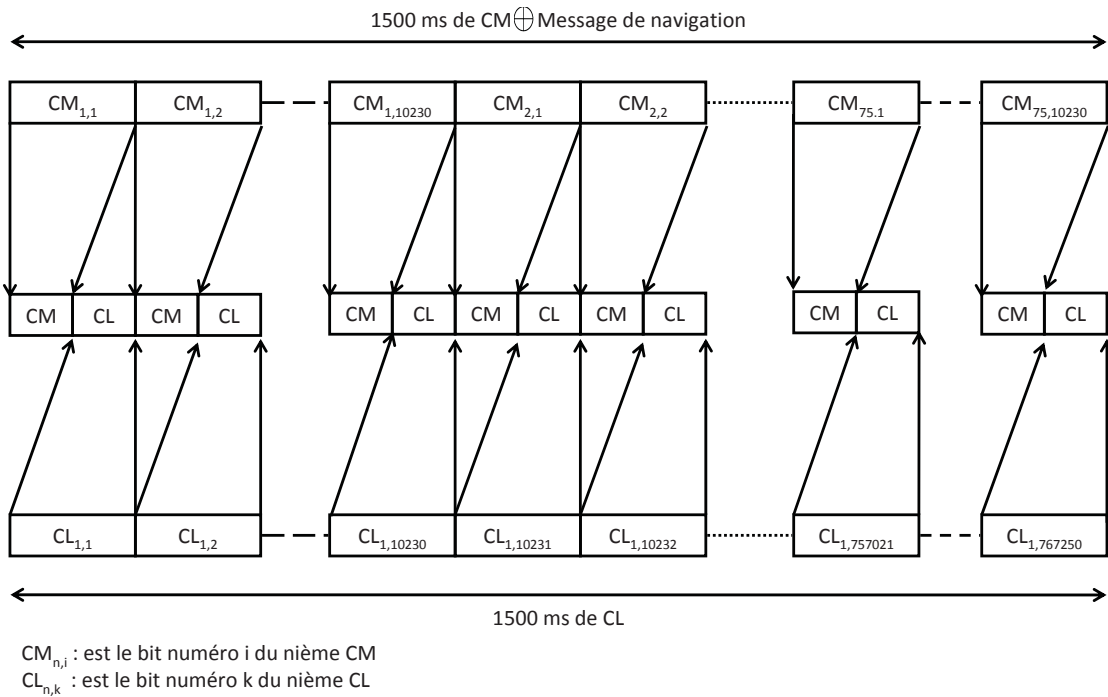 1500 ms de CM ⊕ Message de navigation
CM1,1 CM1,2 CM1,10230 CM2,1 CM2,2 CM75.1 CM75,10230
CM CL CM CL CM CL CM CL CM CL CM CL CM CL
CL1,1 CL1,2 CL1,10230 CL1,10231 CL1,10232 CL1,757021 CL1,767250
1500 ms de CL
CMn,i : est le bit numéro i du nième CM
CLn,k : est le bit numéro k du nième CL